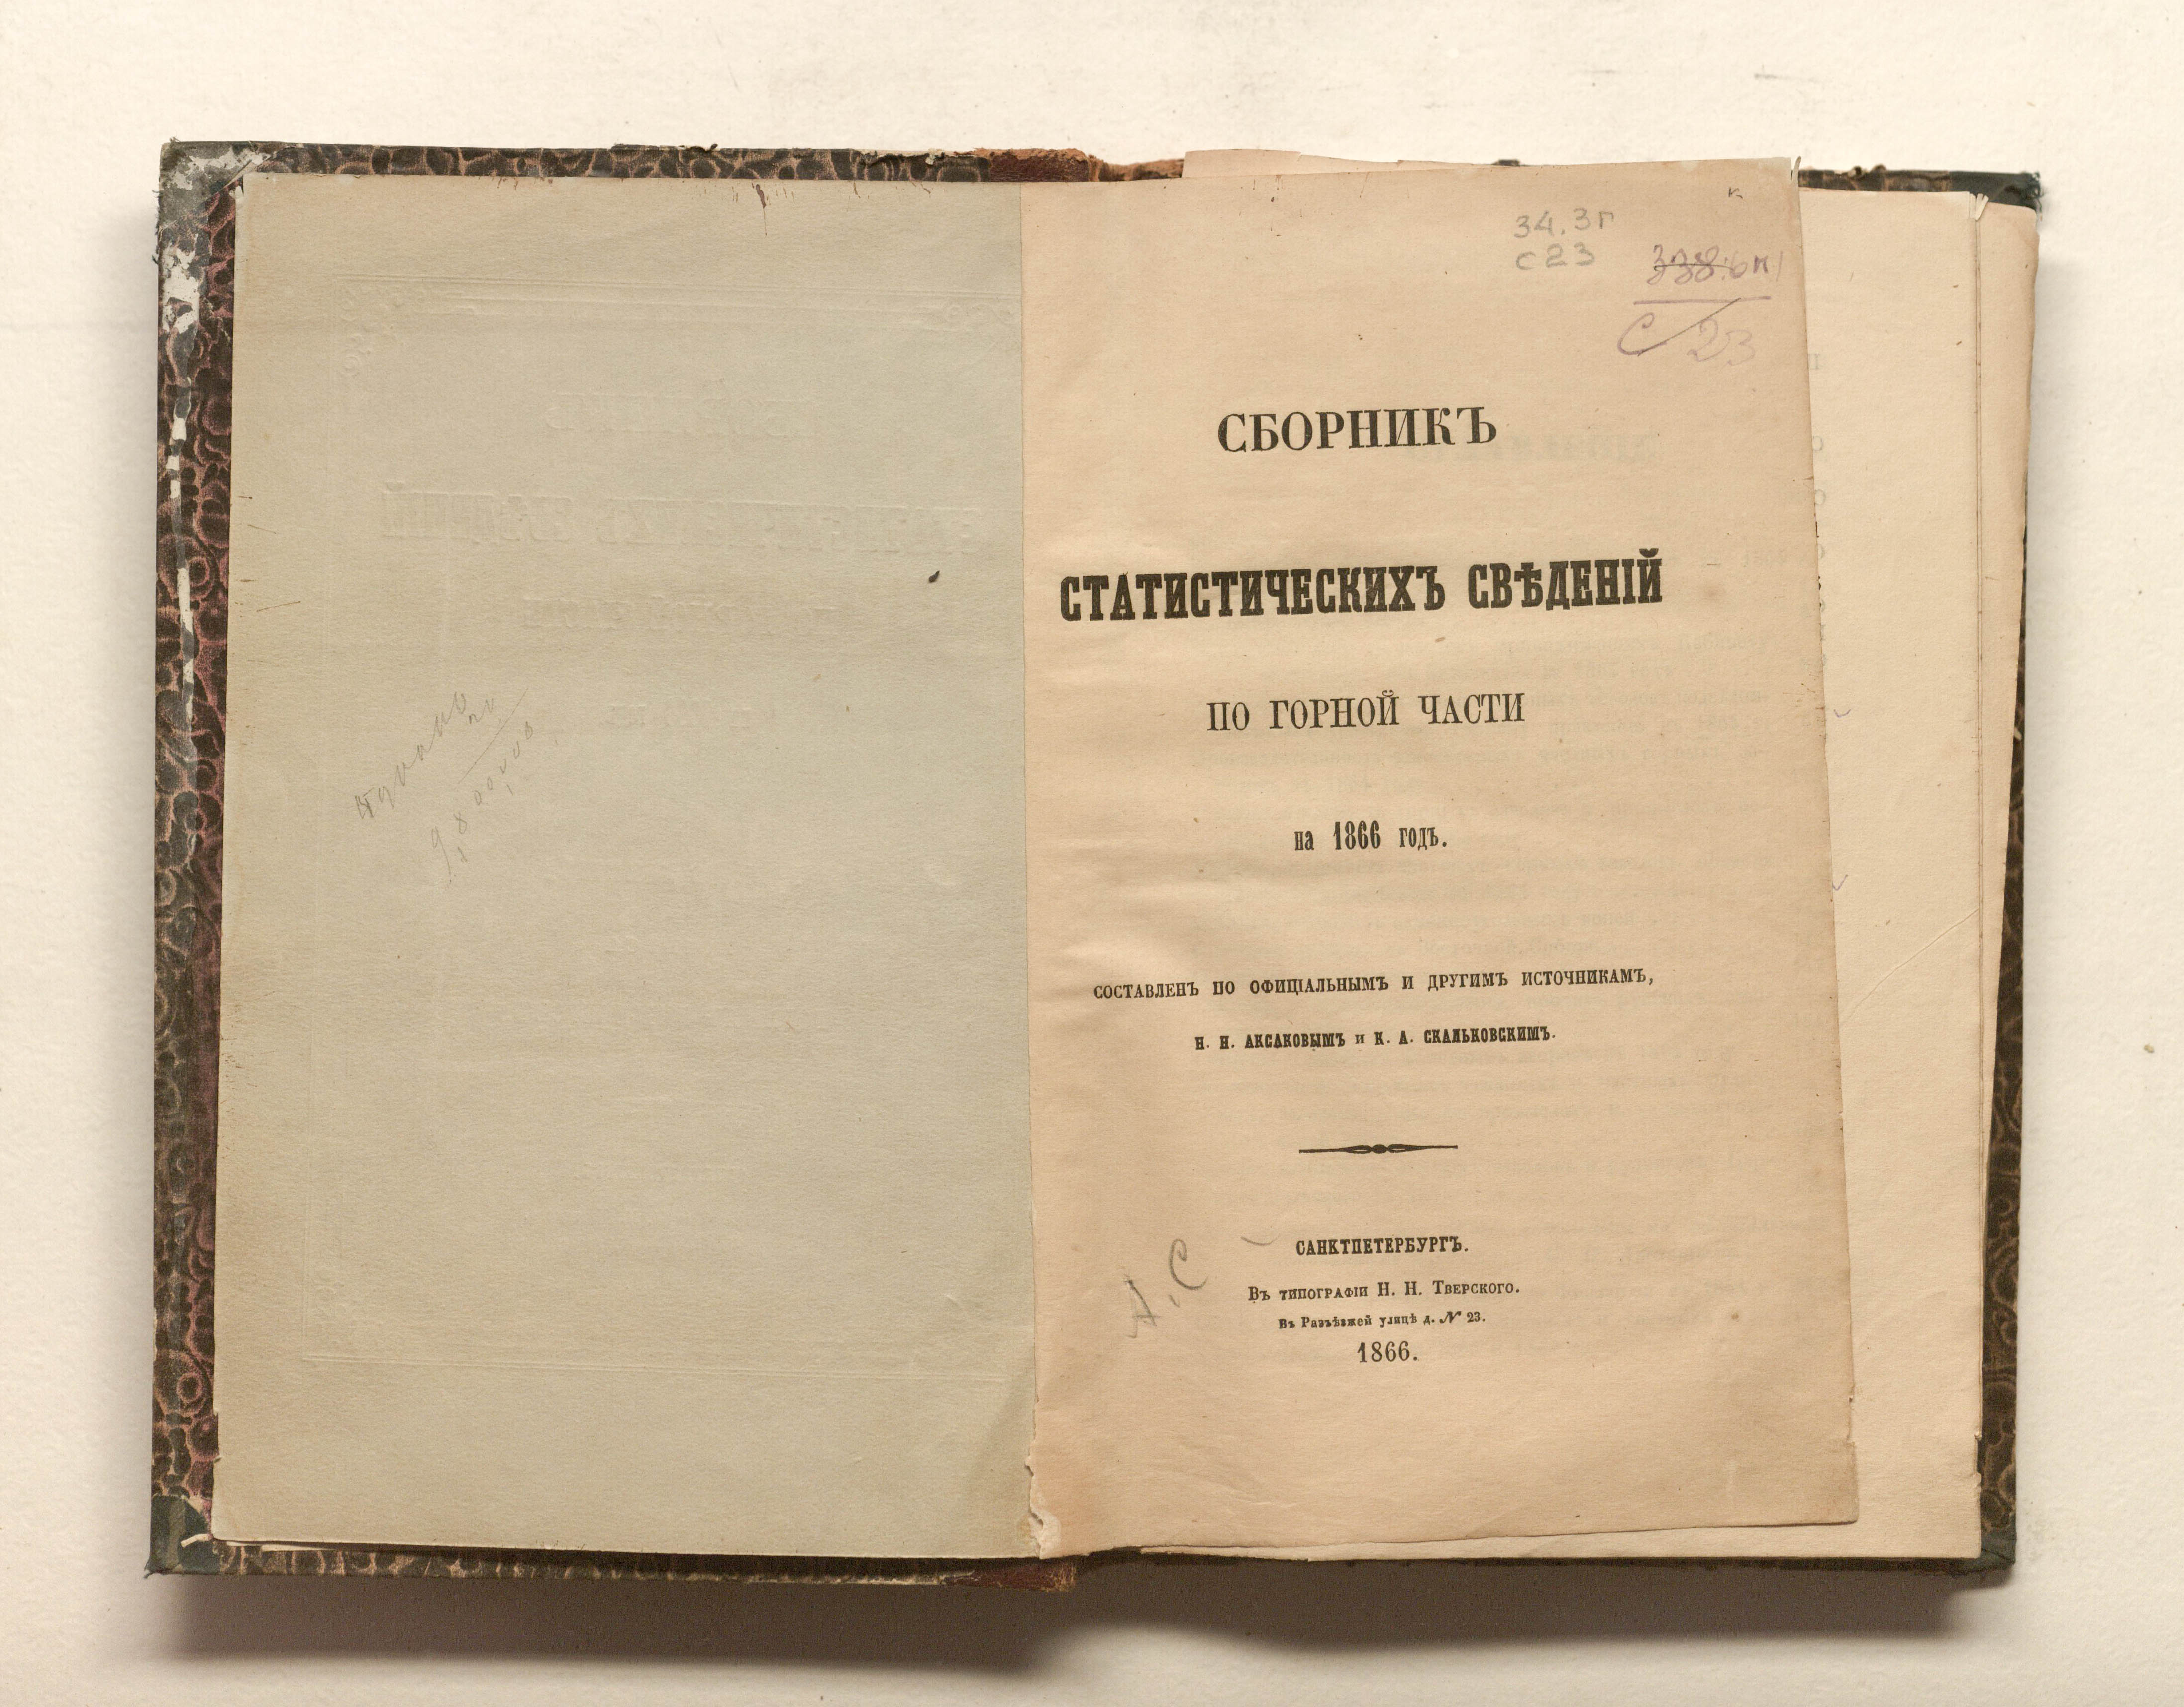 34.3г
с23
338:6п
С/23
СБОРНИКЪ
СТАТИСТИЧЕСКИХЪ СВѢДЕНІЙ
ПО ГОРНОЙ ЧАСТИ
на 1866 годъ.
СОСТАВЛЕНЪ ПО ОФИЦІАЛЬНЫМЪ И ДРУГИМЪ ИСТОЧНИКАМЪ,
Н. Н. АКСАКОВЫМЪ и К. А. СКАЛЬКОВСКИМЪ.
САНКТПЕТЕРБУРГЪ.
Въ типографіи Н. Н. Тверского.
Въ Разъѣзжей улицѣ д. № 23.
1866.